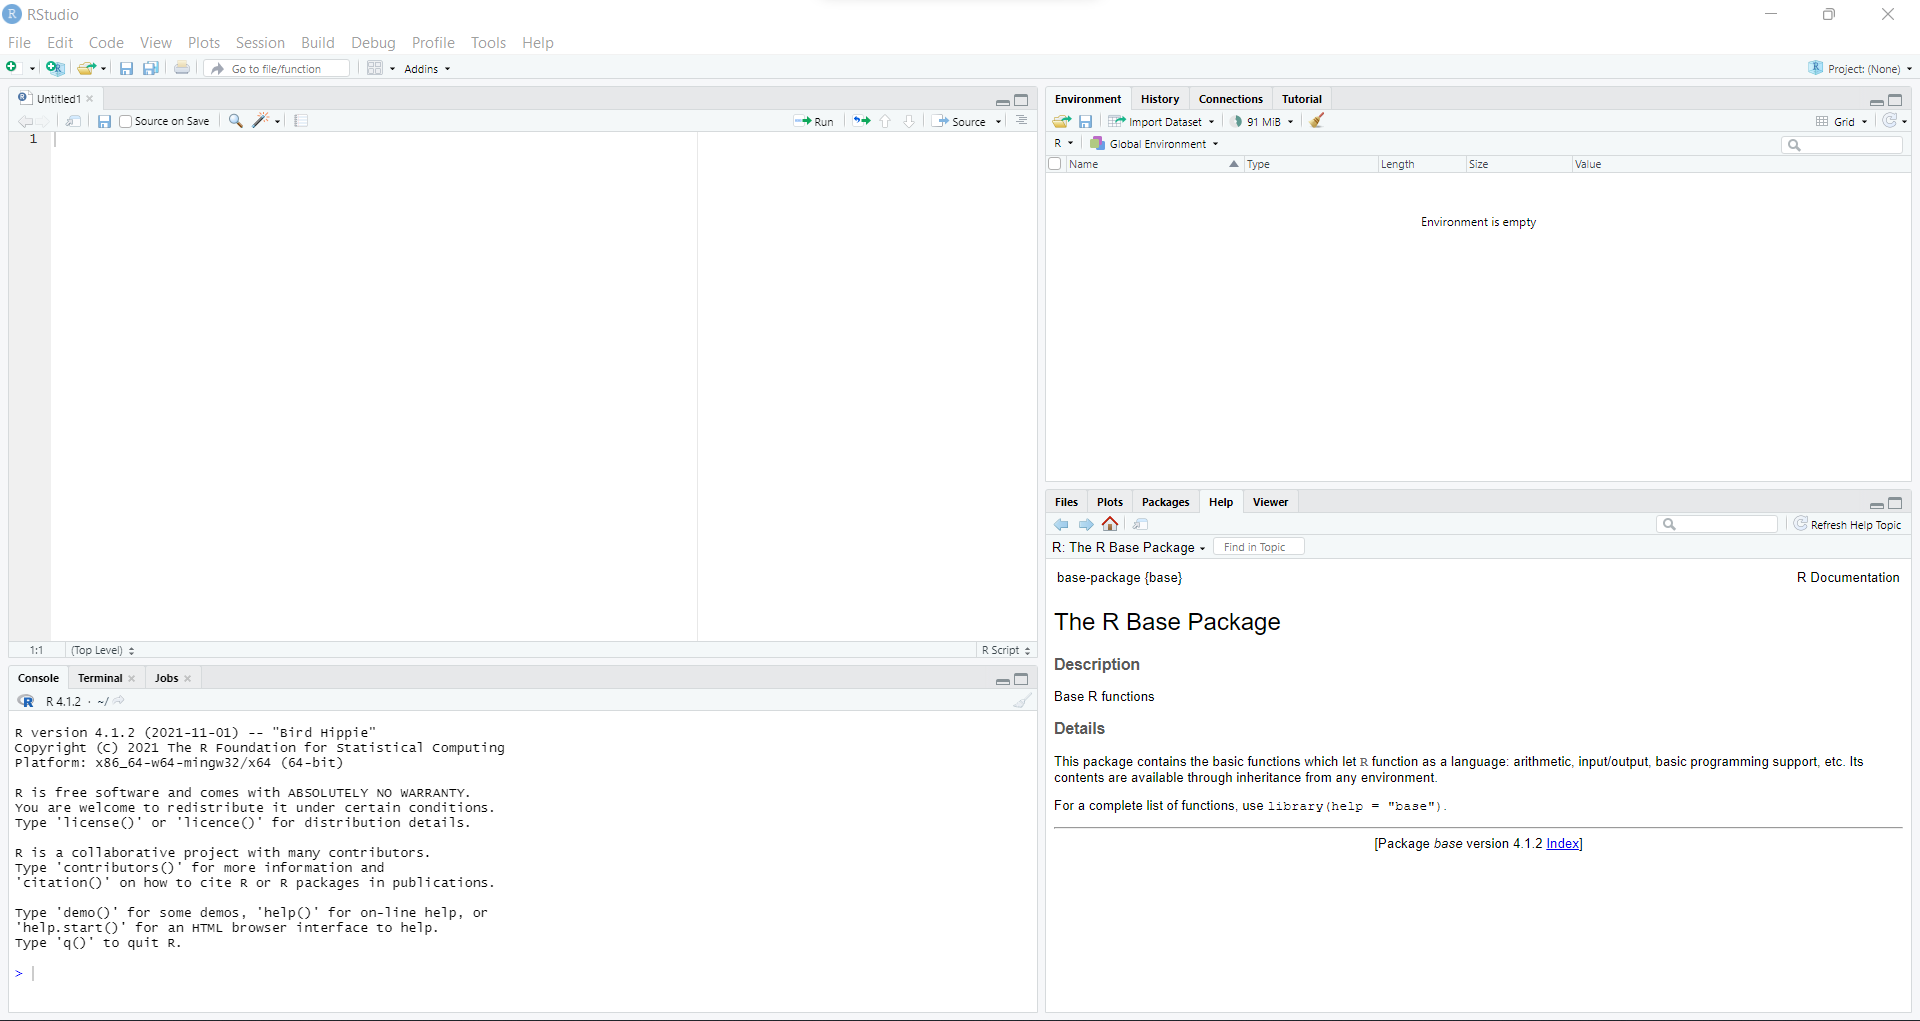 RStudio
File Edit Code View Plots Session Build Debug Profile Tools Help
Go to file/function Addins Project: (None)
Untitled1
Source on Save Run Source
1
1:1 (Top Level) R Script
Console Terminal Jobs
R 4.1.2 · ~/
R version 4.1.2 (2021-11-01) -- "Bird Hippie"
Copyright (C) 2021 The R Foundation for Statistical Computing
Platform: x86_64-w64-mingw32/x64 (64-bit)
R is free software and comes with ABSOLUTELY NO WARRANTY.
You are welcome to redistribute it under certain conditions.
Type 'license()' or 'licence()' for distribution details.
R is a collaborative project with many contributors.
Type 'contributors()' for more information and
'citation()' on how to cite R or R packages in publications.
Type 'demo()' for some demos, 'help()' for on-line help, or
'help.start()' for an HTML browser interface to help.
Type 'q()' to quit R.
>
Environment History Connections Tutorial
Import Dataset 91 MiB Grid
R Global Environment
Name Type Length Size Value
Environment is empty
Files Plots Packages Help Viewer
Refresh Help Topic
R: The R Base Package Find in Topic
base-package {base} R Documentation
The R Base Package
Description
Base R functions
Details
This package contains the basic functions which let R function as a language: arithmetic, input/output, basic programming support, etc. Its
contents are available through inheritance from any environment.
For a complete list of functions, use library(help = "base").
[Package base version 4.1.2 Index]